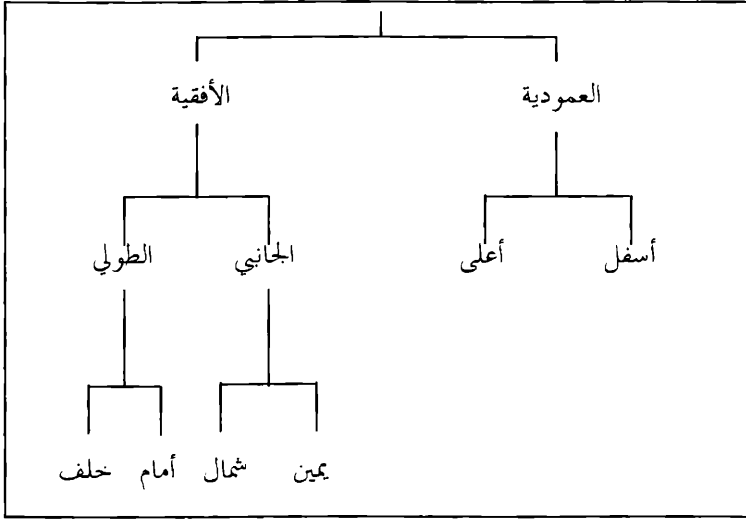 العمودية الأفقية
أسفل أعلى الجانبي الطولي
يمين شمال أمام خلف